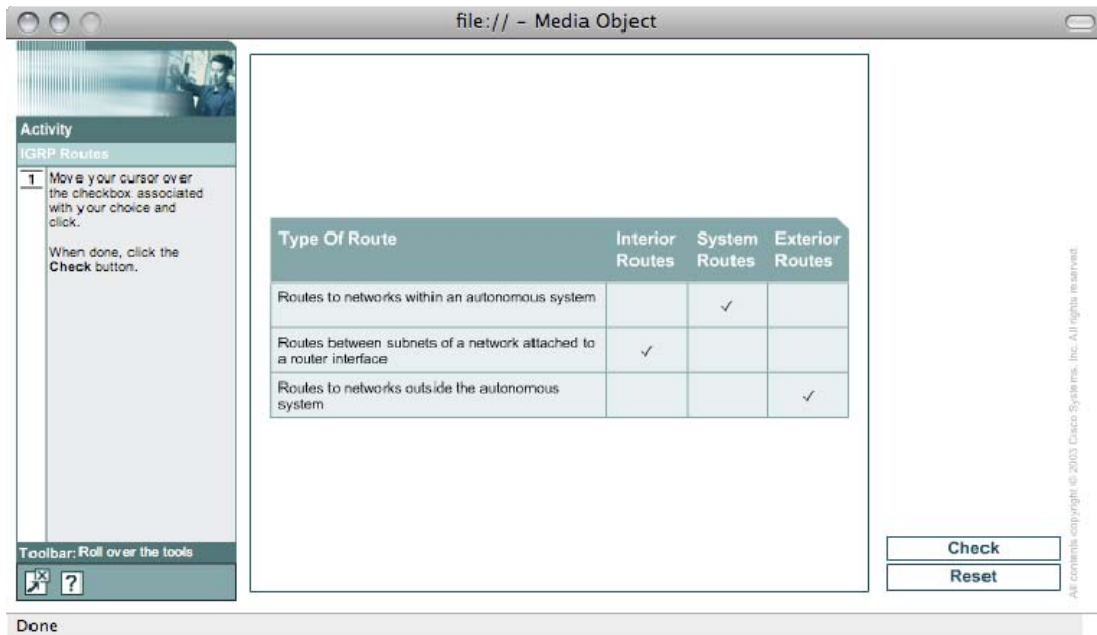 file:// – Media Object
Activity
IGRP Routes
1 Move your cursor over
the checkbox associated
with your choice and
click.
When done, click the
Check button.
Type Of Route
Interior Routes
System Routes
Exterior Routes
Routes to networks within an autonomous system ✓
Routes between subnets of a network attached to
a router interface ✓
Routes to networks outside the autonomous
system ✓
All contents copyright © 2003 Cisco Systems, Inc. All rights reserved.
Check
Reset
Toolbar: Roll over the tools
?
Done